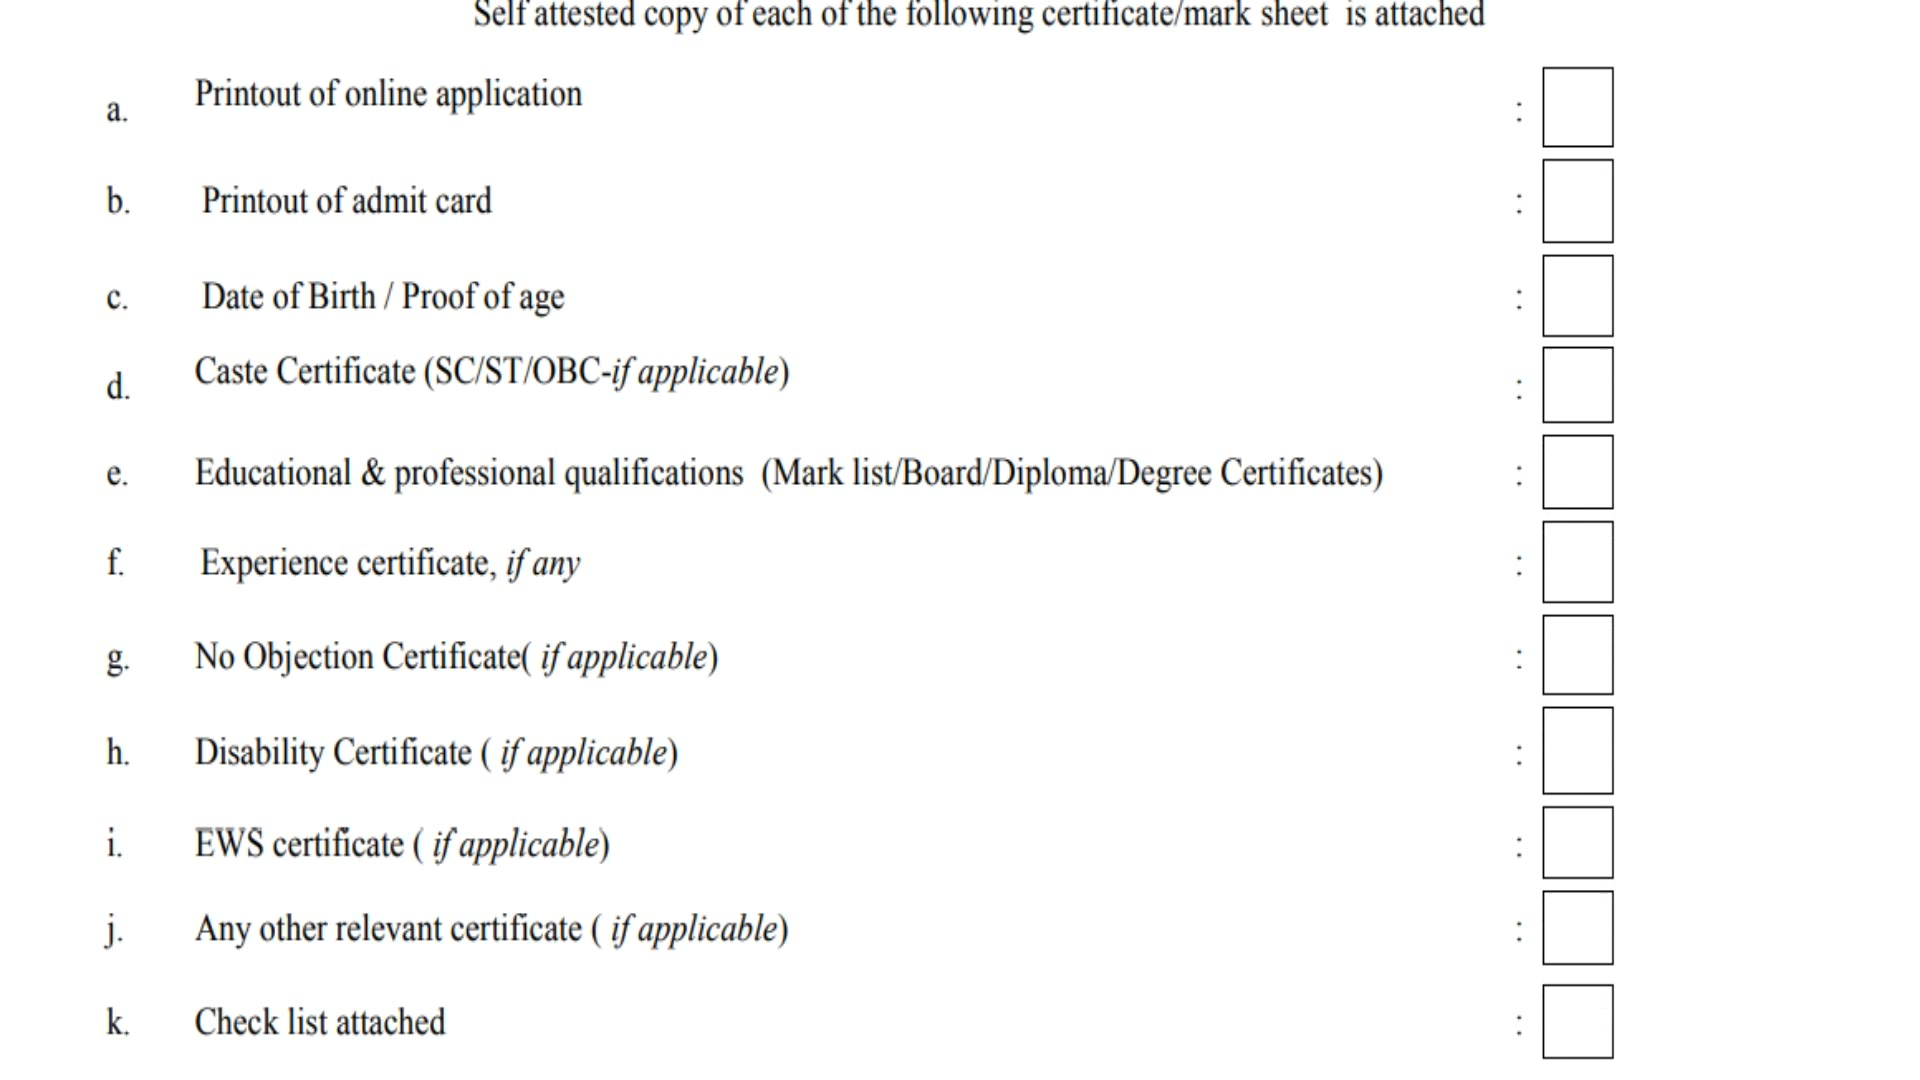 Self attested copy of each of the following certificate/mark sheet is attached
a. Printout of online application :
b. Printout of admit card :
c. Date of Birth / Proof of age :
d. Caste Certificate (SC/ST/OBC-if applicable) :
e. Educational & professional qualifications (Mark list/Board/Diploma/Degree Certificates) :
f. Experience certificate, if any :
g. No Objection Certificate( if applicable) :
h. Disability Certificate ( if applicable) :
i. EWS certificate ( if applicable) :
j. Any other relevant certificate ( if applicable) :
k. Check list attached :